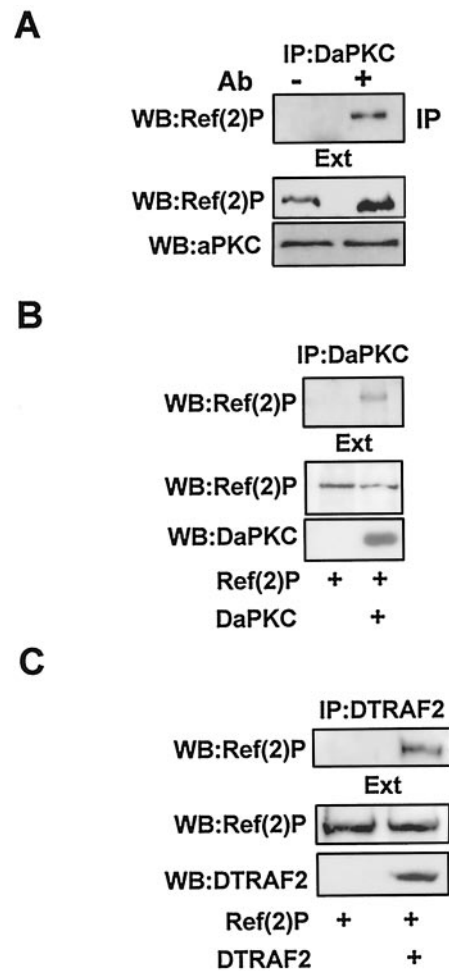 A
IP:DaPKC
Ab - +
WB:Ref(2)P IP
Ext
WB:Ref(2)P
WB:aPKC
B
IP:DaPKC
WB:Ref(2)P
Ext
WB:Ref(2)P
WB:DaPKC
Ref(2)P + +
DaPKC +
C
IP:DTRAF2
WB:Ref(2)P
Ext
WB:Ref(2)P
WB:DTRAF2
Ref(2)P + +
DTRAF2 +